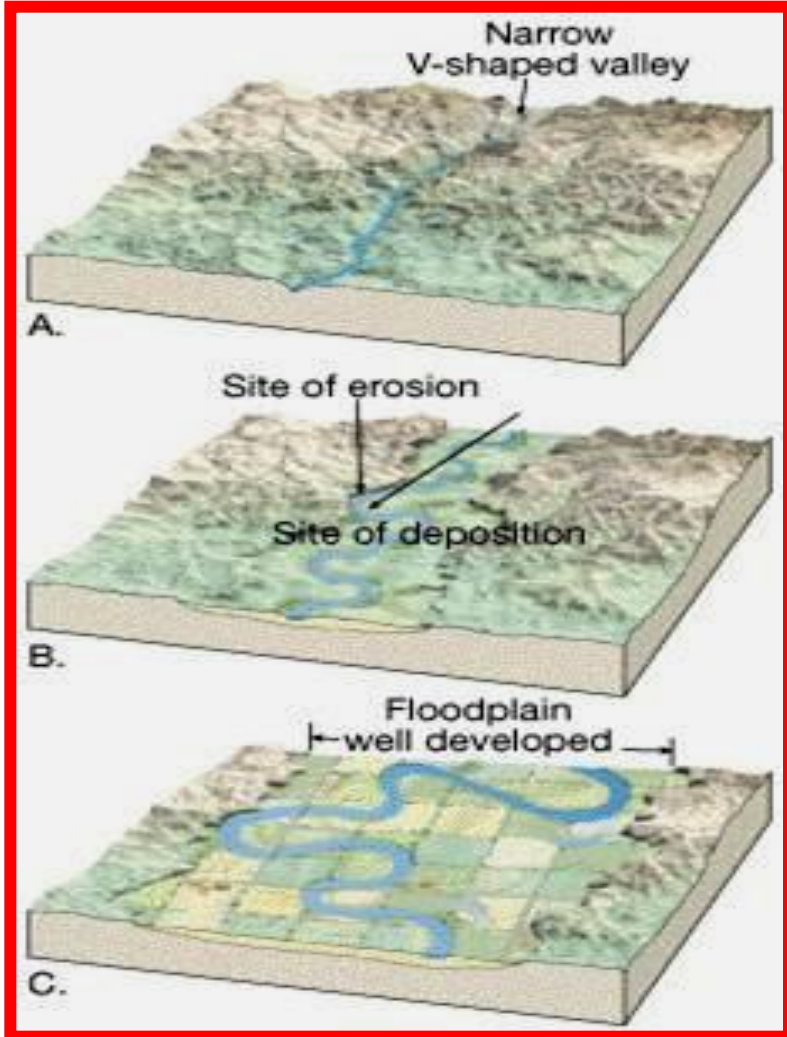 Narrow
V-shaped valley
A.
Site of erosion
Site of deposition
B.
Floodplain
well developed
C.